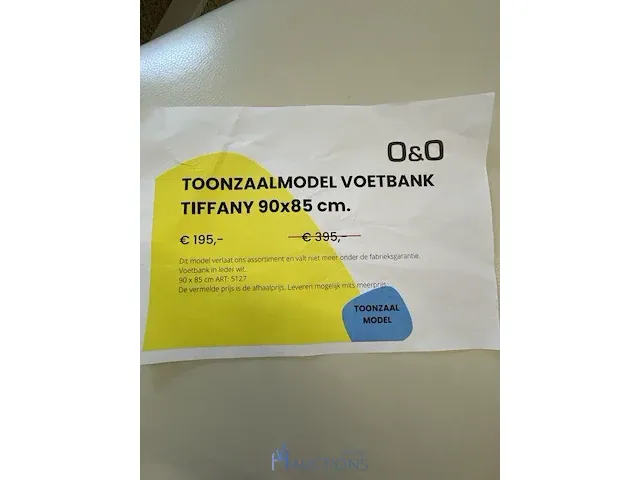 O&O
TOONZAALMODEL VOETBANK
TIFFANY 90x85 cm.
€ 195,- € 395,-
Dit model verlaat ons assortiment en valt niet meer onder de fabrieksgarantie.
Voetbank in leder wit.
90 x 85 cm ART: 5127
De vermelde prijs is de afhaalprijs. Leveren mogelijk mits meerprijs.
TOONZAAL
MODEL